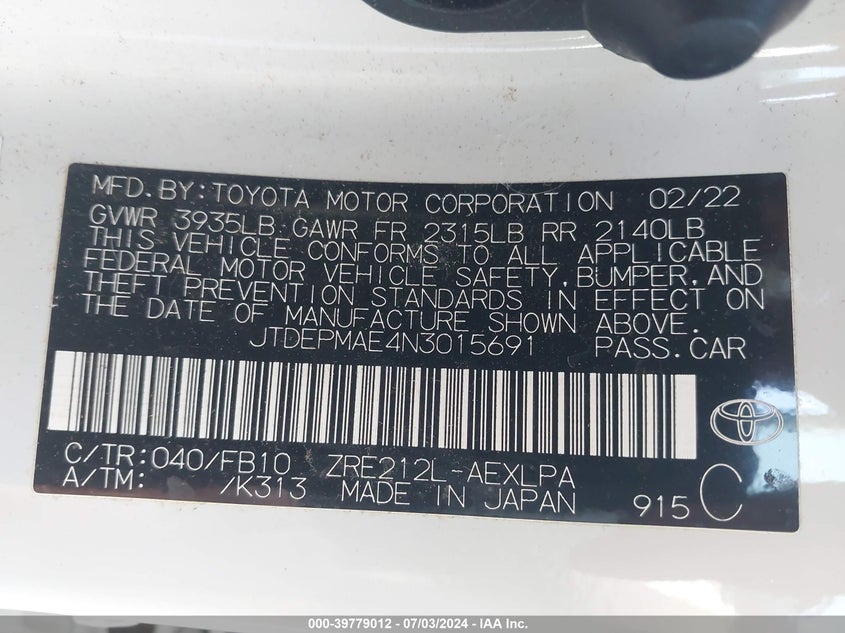 MFD.BY:TOYOTA MOTOR CORPORATION 02/22
GVWR 3935LB GAWR FR 2315LB RR 2140LB
THIS VEHICLE CONFORMS TO ALL APPLICABLE
FEDERAL MOTOR VEHICLE SAFETY,BUMPER,AND
THEFT PREVENTION STANDARDS IN EFFECT ON
THE DATE OF MANUFACTURE SHOWN ABOVE.
JTDEPMAE4N3015691 PASS.CAR
C/TR:040/FB10 ZRE212L-AEXLPA
A/TM: /K313 MADE IN JAPAN 915 C
000-39779012 - 07/03/2024 - IAAI.com